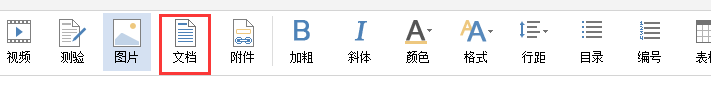 视频 测验 图片 文档 附件 加粗 斜体 颜色 格式 行距 目录 编号